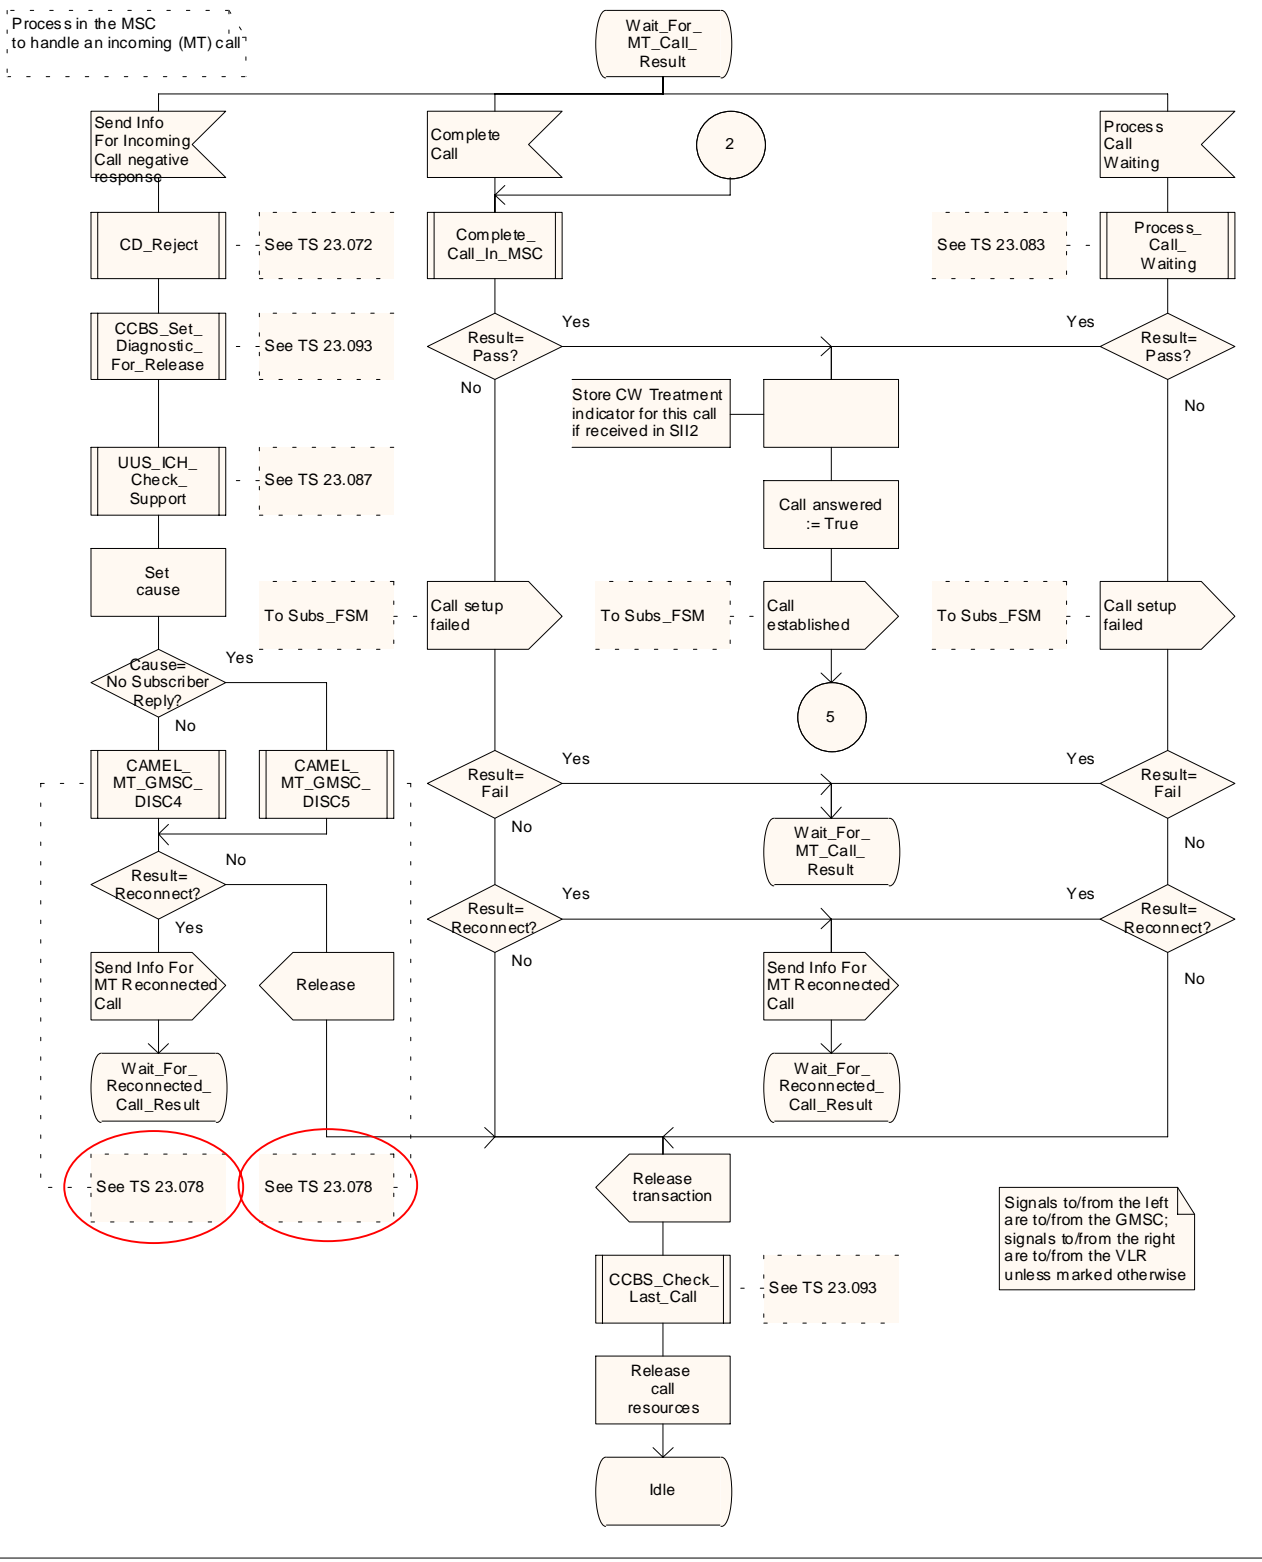 Process in the MSC
to handle an incoming (MT) call
Wait_For_
MT_Call_
Result
Send Info
For Incoming
Call negative
response
Complete
Call
2
Process
Call
Waiting
CD_Reject
See TS 23.072
Complete_
Call_In_MSC
See TS 23.083
Process_
Call_
Waiting
CCBS_Set_
Diagnostic_
For_Release
See TS 23.093
Result=
Pass?
Yes
No
Yes
Result=
Pass?
No
Store CW Treatment
indicator for this call
if received in SII2
UUS_ICH_
Check_
Support
See TS 23.087
Call answered
:= True
Set
cause
To Subs_FSM
Call setup
failed
To Subs_FSM
Call
established
To Subs_FSM
Call setup
failed
Cause=
No Subscriber
Reply?
Yes
No
5
CAMEL_
MT_GMSC_
DISC4
CAMEL_
MT_GMSC_
DISC5
Result=
Fail
Yes
No
Yes
Result=
Fail
No
Wait_For_
MT_Call_
Result
Result=
Reconnect?
No
Yes
Result=
Reconnect?
Yes
No
Yes
Result=
Reconnect?
No
Send Info For
MT Reconnected
Call
Release
Send Info For
MT Reconnected
Call
Wait_For_
Reconnected_
Call_Result
Wait_For_
Reconnected_
Call_Result
See TS 23.078
See TS 23.078
Release
transaction
Signals to/from the left
are to/from the GMSC;
signals to/from the right
are to/from the VLR
unless marked otherwise
CCBS_Check_
Last_Call
See TS 23.093
Release
call
resources
Idle